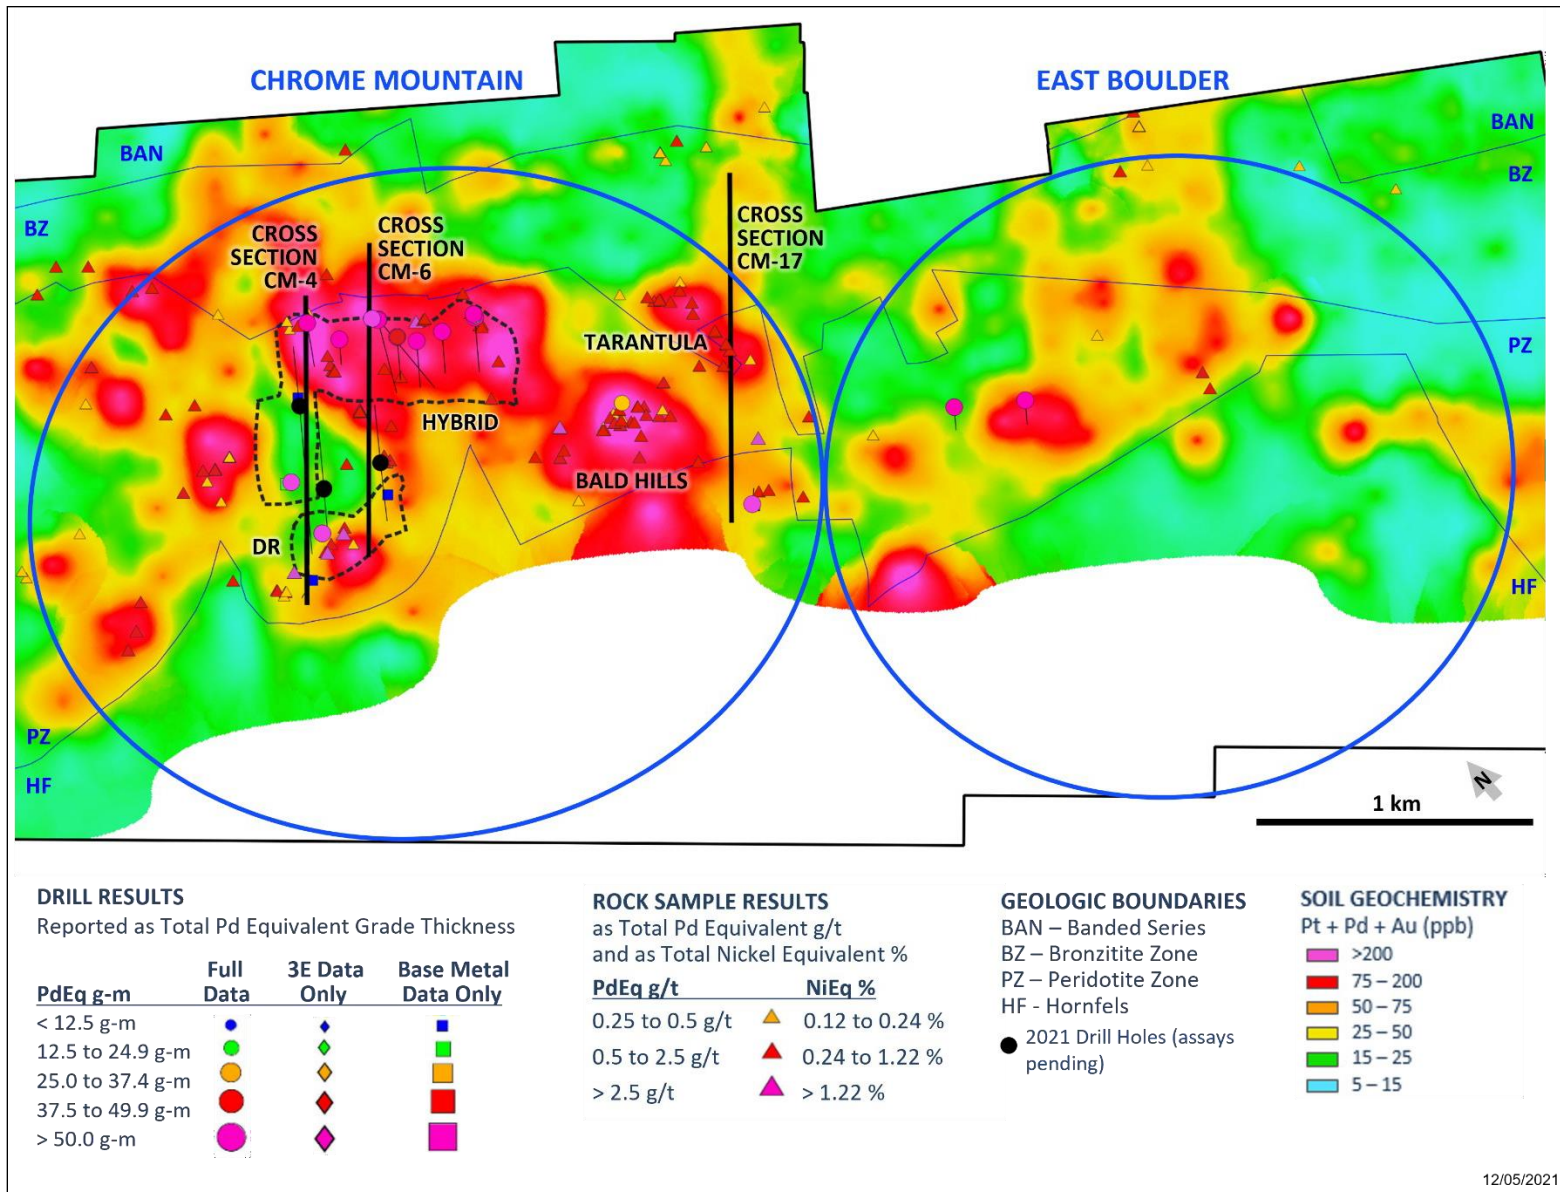 CHROME MOUNTAIN
EAST BOULDER
BAN
BAN
BZ
BZ
CROSS
SECTION
CM-4
CROSS
SECTION
CM-6
CROSS
SECTION
CM-17
TARANTULA
PZ
HYBRID
BALD HILLS
DR
HF
PZ
HF
N
1 km
DRILL RESULTS
Reported as Total Pd Equivalent Grade Thickness
PdEq g-m
Full
Data
3E Data
Only
Base Metal
Data Only
< 12.5 g-m
12.5 to 24.9 g-m
25.0 to 37.4 g-m
37.5 to 49.9 g-m
> 50.0 g-m
ROCK SAMPLE RESULTS
as Total Pd Equivalent g/t
and as Total Nickel Equivalent %
PdEq g/t NiEq %
0.25 to 0.5 g/t 0.12 to 0.24 %
0.5 to 2.5 g/t 0.24 to 1.22 %
> 2.5 g/t > 1.22 %
GEOLOGIC BOUNDARIES
BAN – Banded Series
BZ – Bronzitite Zone
PZ – Peridotite Zone
HF - Hornfels
2021 Drill Holes (assays
pending)
SOIL GEOCHEMISTRY
Pt + Pd + Au (ppb)
>200
75 – 200
50 – 75
25 – 50
15 – 25
5 – 15
12/05/2021